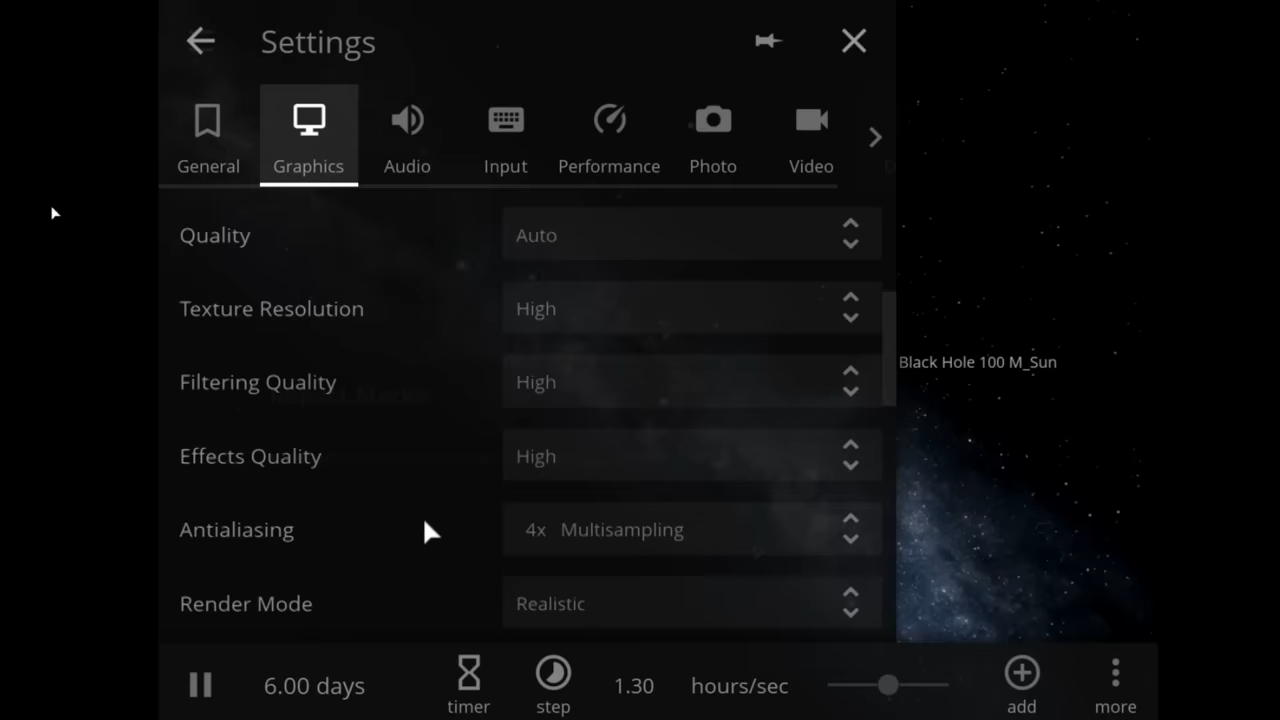 Settings
General Graphics Audio Input Performance Photo Video
Quality Auto
Texture Resolution High
Black Hole 100 M_Sun
Filtering Quality High
Effects Quality High
Antialiasing 4x Multisampling
Render Mode Realistic
6.00 days timer step 1.30 hours/sec add more